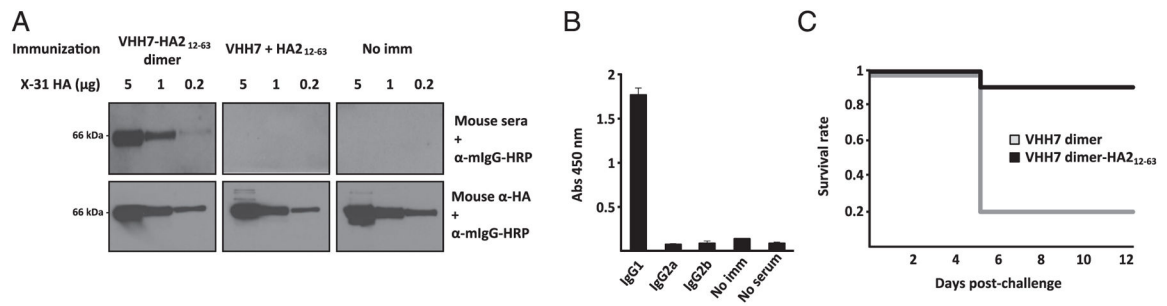 A
Immunization
VHH7-HA2 12-63 dimer
VHH7 + HA2 12-63
No imm
X-31 HA (µg)
5 1 0.2
5 1 0.2
5 1 0.2
66 kDa
Mouse sera
+
α-mIgG-HRP
66 kDa
Mouse α-HA
+
α-mIgG-HRP
B
Abs 450 nm
2
1.5
1
0.5
IgG1
IgG2a
IgG2b
No imm
No serum
C
Survival rate
1
0.8
0.6
0.4
0.2
VHH7 dimer
VHH7 dimer-HA2 12-63
2 4 6 8 10 12
Days post-challenge